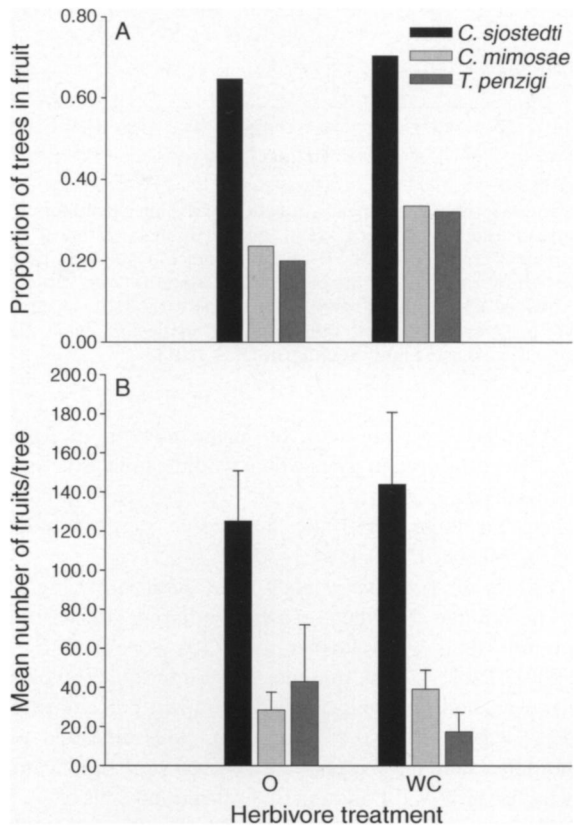 A
C. sjostedti
C. mimosae
T. penzigi
Proportion of trees in fruit
0.80
0.60
0.40
0.20
0.00
B
Mean number of fruits/tree
200.0
180.0
160.0
140.0
120.0
100.0
80.0
60.0
40.0
20.0
0.0
O WC
Herbivore treatment